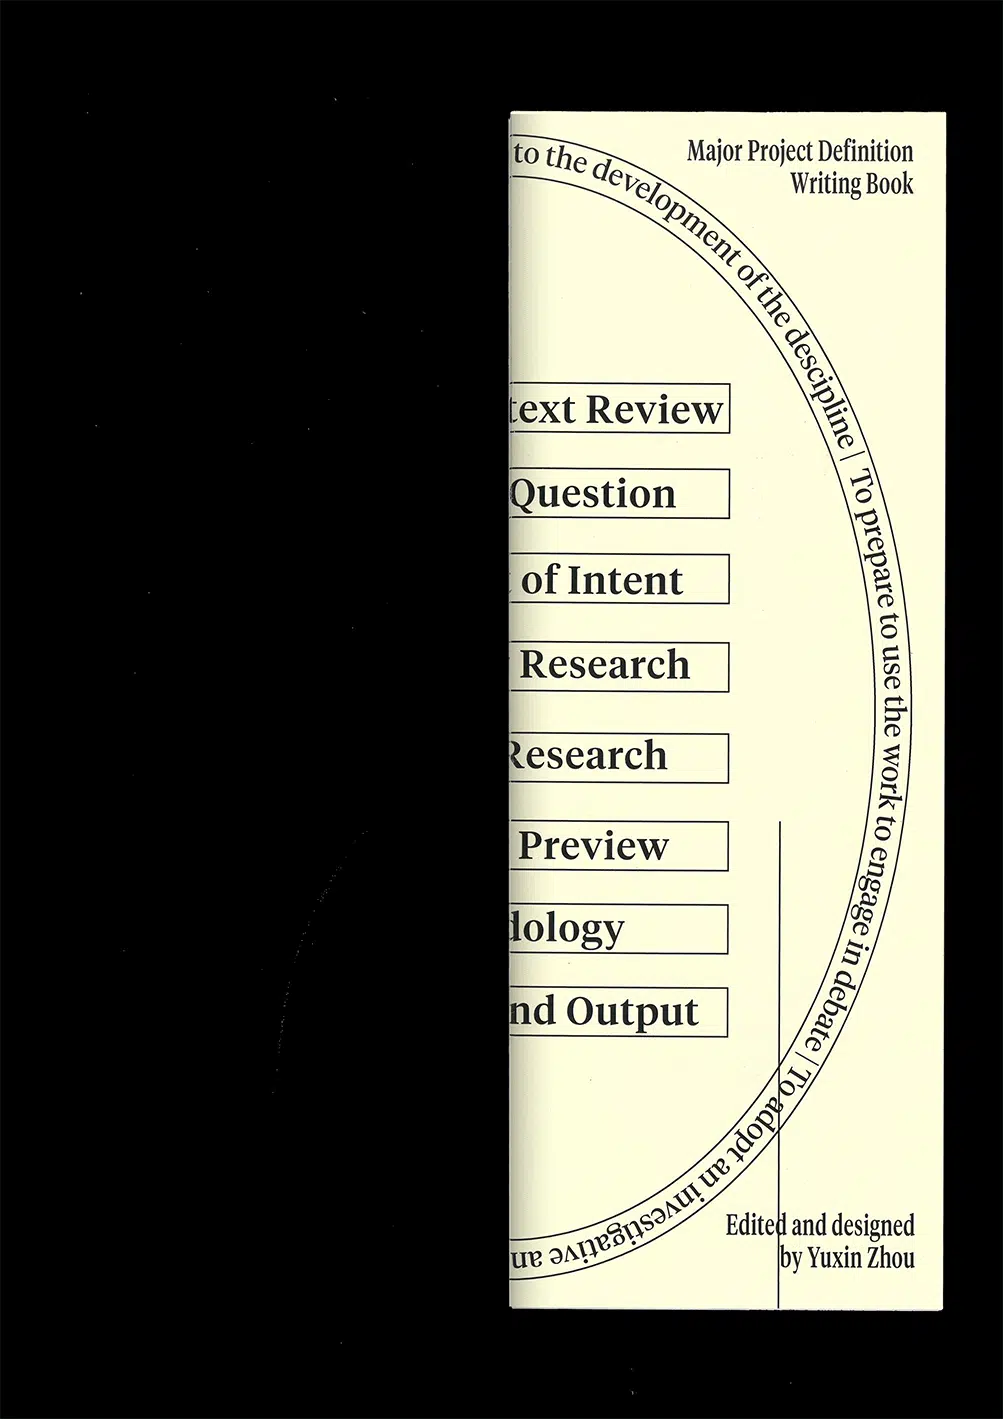 Major Project Definition
Writing Book
to the development of the descipline | To prepare to use the work to engage in debate | To adopt an investigative an
text Review
Question
of Intent
Research
Research
Preview
dology
nd Output
Edited and designed
by Yuxin Zhou